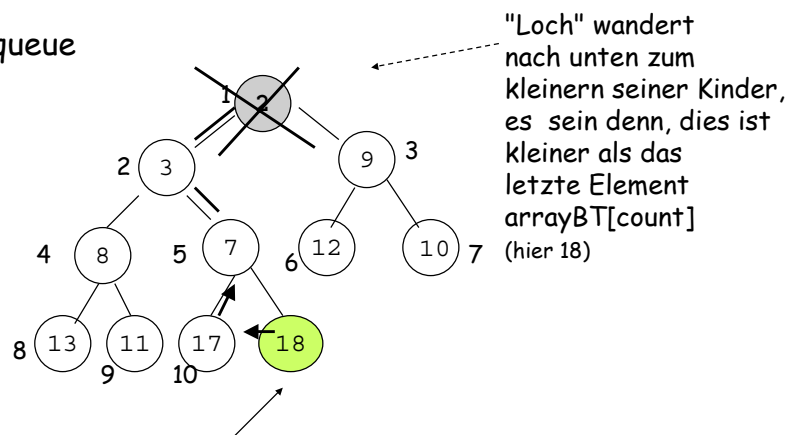 queue
"Loch" wandert
nach unten zum
kleinern seiner Kinder,
es sein denn, dies ist
kleiner als das
letzte Element
arrayBT[count]
(hier 18)
1 2
2 3 9 3
4 8 5 7 6 12 10 7
8 13 11 17 18
9 10